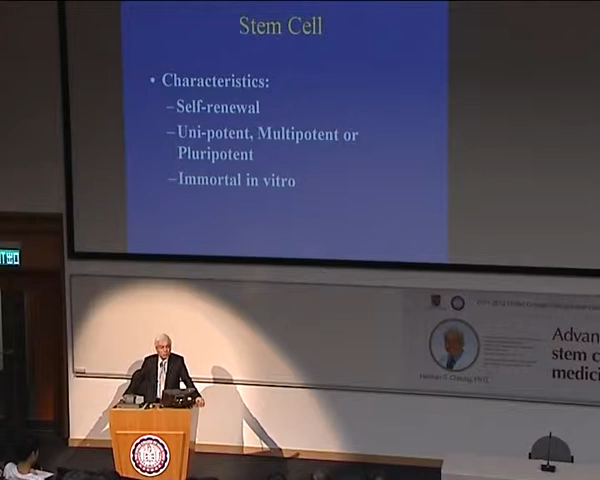 Stem Cell
• Characteristics:
–Self-renewal
–Uni-potent, Multipotent or
Pluripotent
–Immortal in vitro
Advan
stem c
medici